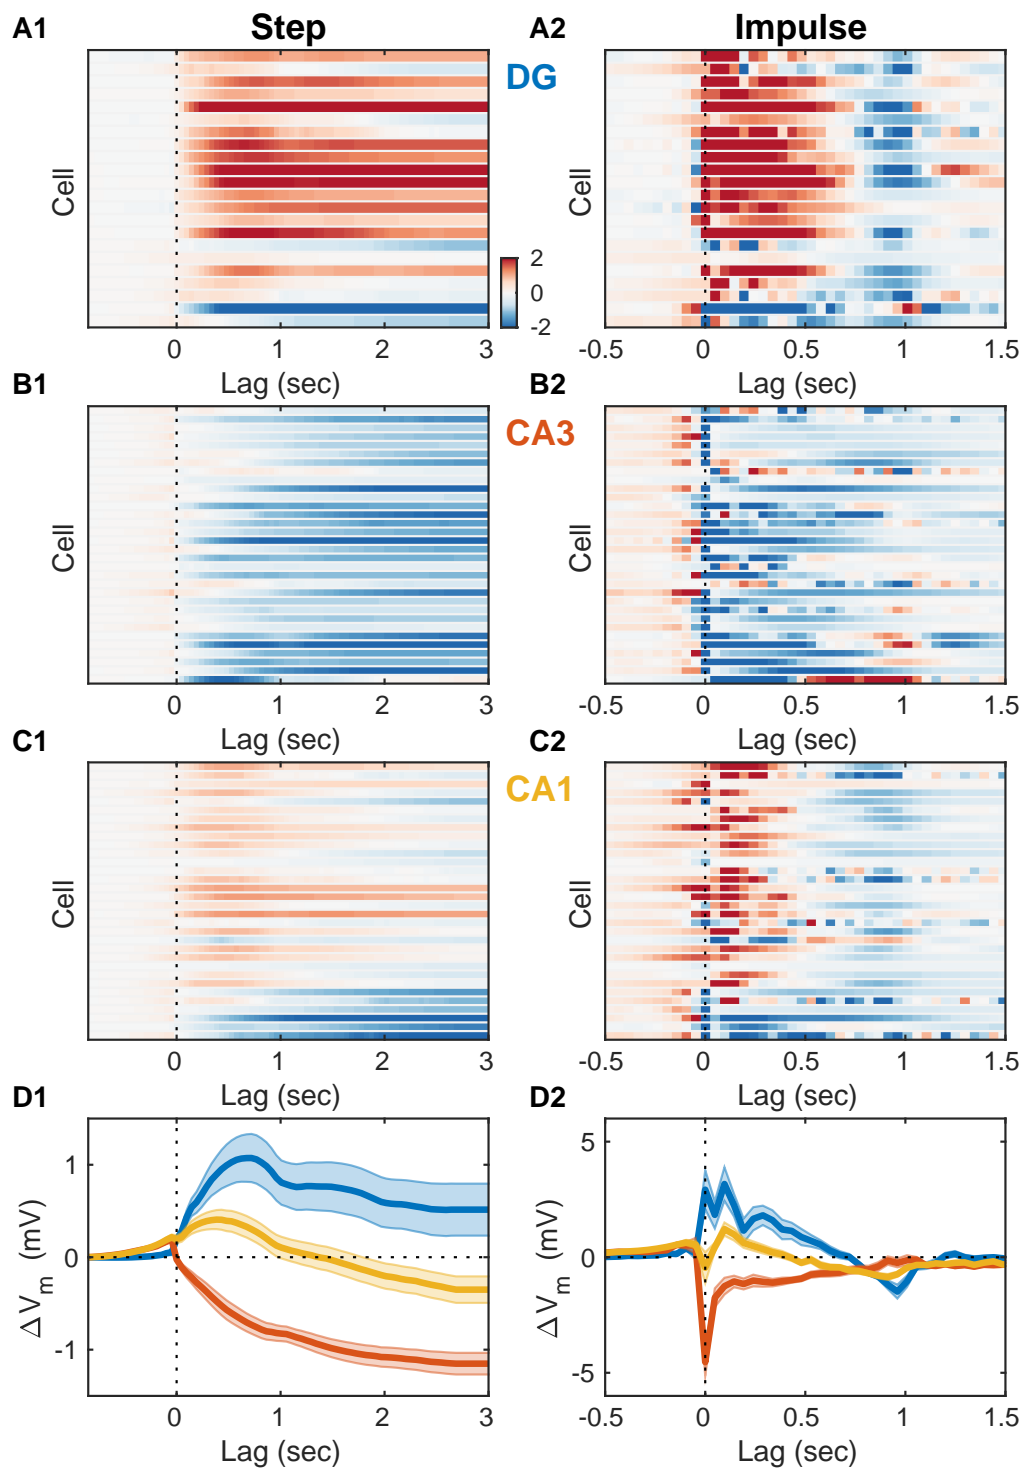 A1 Step A2 Impulse
DG
Cell
Cell
2
0
-2
0 1 2 3
-0.5 0 0.5 1 1.5
B1 Lag (sec) B2 Lag (sec)
CA3
Cell
Cell
0 1 2 3
-0.5 0 0.5 1 1.5
C1 Lag (sec) C2 Lag (sec)
CA1
Cell
Cell
0 1 2 3
-0.5 0 0.5 1 1.5
D1 Lag (sec) D2 Lag (sec)
Δ Vm (mV)
1
0
-1
Δ Vm (mV)
5
0
-5
0 1 2 3
-0.5 0 0.5 1 1.5
Lag (sec) Lag (sec)